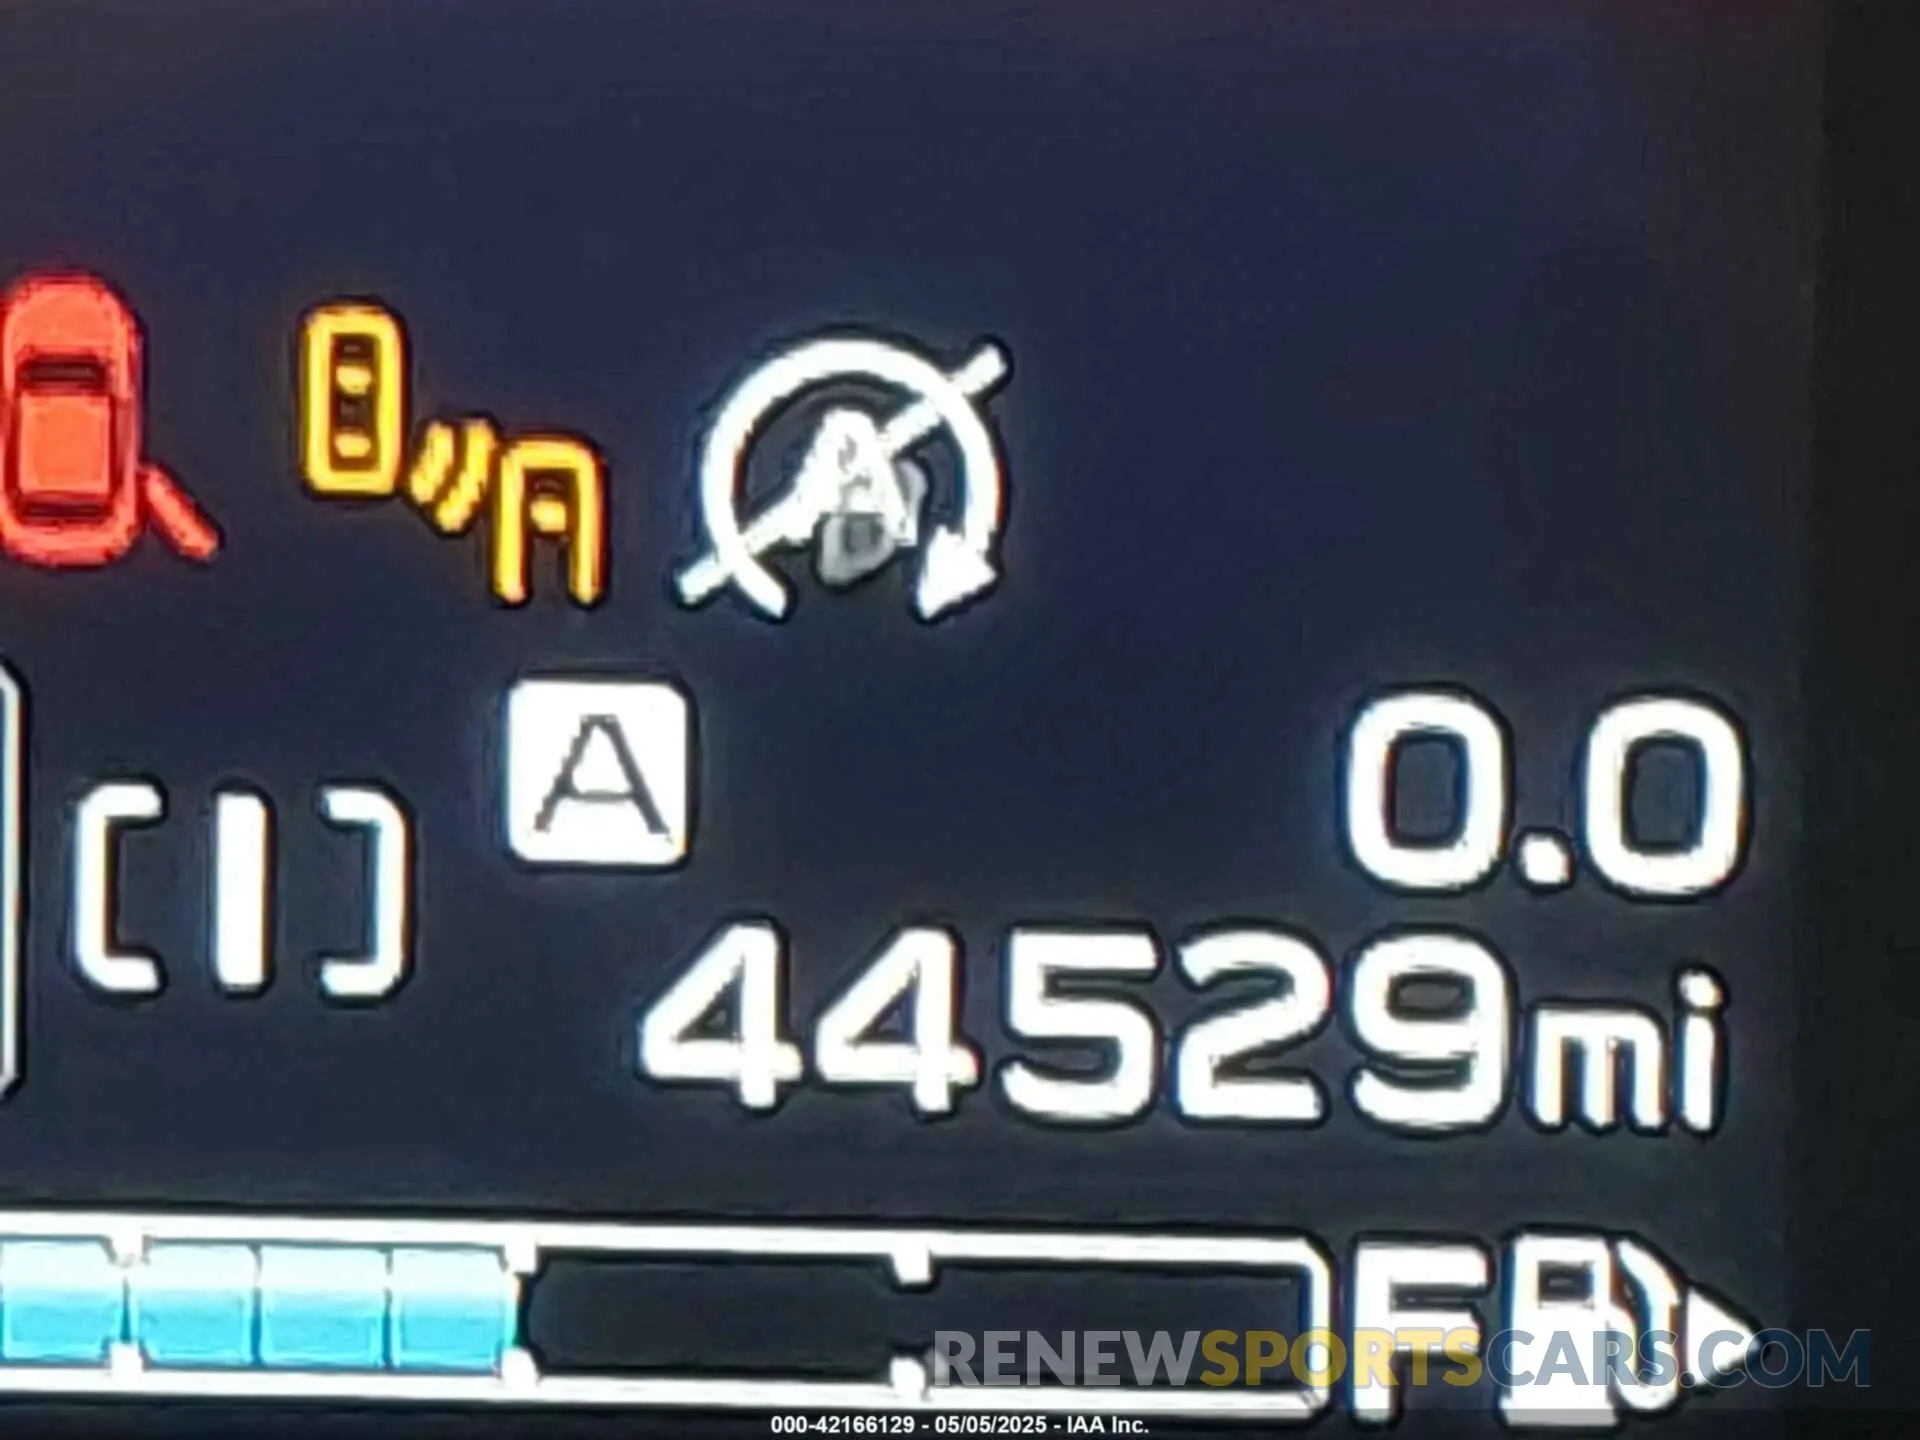 A
A
0.0
44529mi
F
RENEWSPORTSCARS.COM
000-42166129 - 05/05/2025 - IAA Inc.